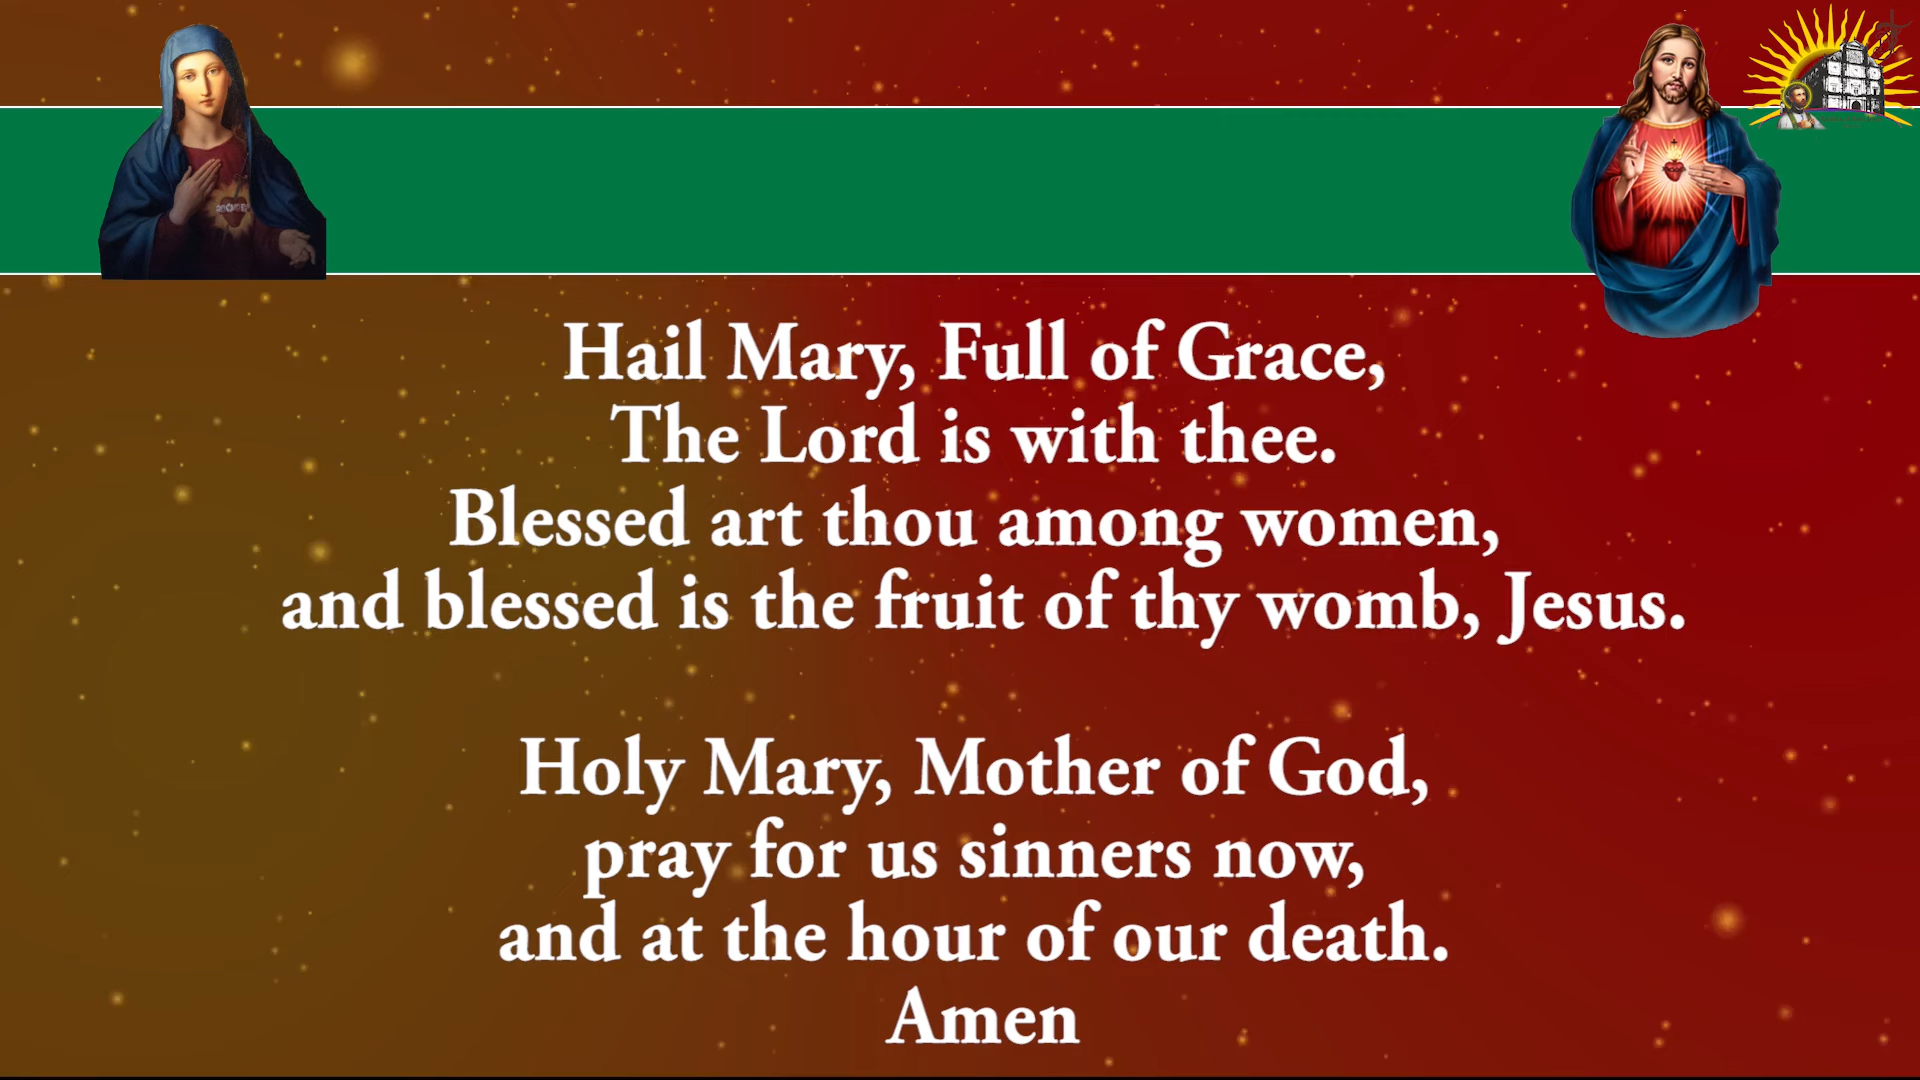 Hail Mary, Full of Grace,
The Lord is with thee.
Blessed art thou among women,
and blessed is the fruit of thy womb, Jesus.
Holy Mary, Mother of God,
pray for us sinners now,
and at the hour of our death.
Amen